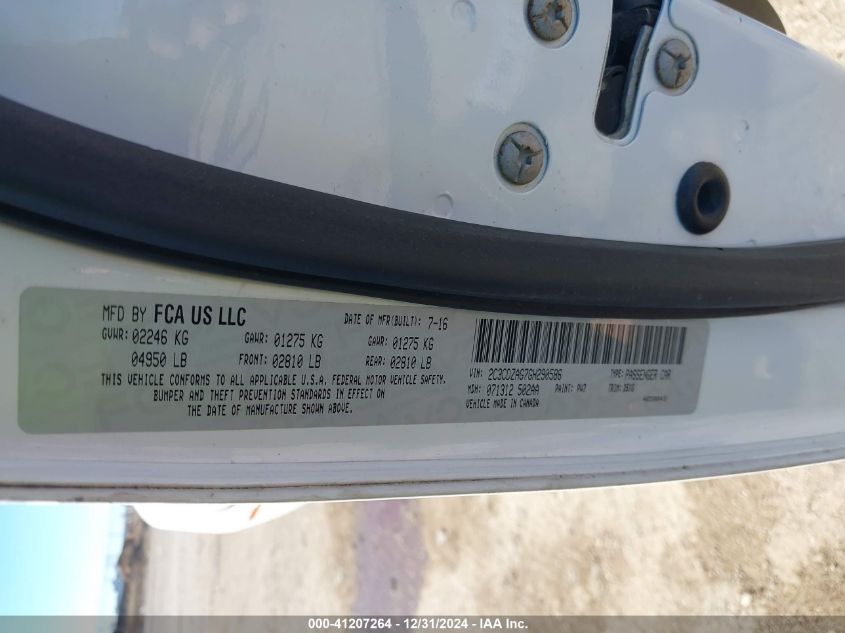 MFD BY FCA US LLC DATE OF MFR(BUILT): 7-16
GVWR: 02246 KG GAWR: 01275 KG 01275 KG
04950 LB FRONT: 02810 LB REAR: 02810 LB
THIS VEHICLE CONFORMS TO ALL APPLICABLE U.S.A. FEDERAL MOTOR VEHICLE SAFETY,
BUMPER AND THEFT PREVENTION STANDARDS IN EFFECT ON
THE DATE OF MANUFACTURE SHOWN ABOVE.
VIN: 2C3CDZAG7GH290586 TYPE: PASSENGER CAR
MDH: 071312 502AA PAINT: PW7 TRIM:
VEHICLE MADE IN CANADA
000-41207264 - 12/31/2024 - IAA Inc.